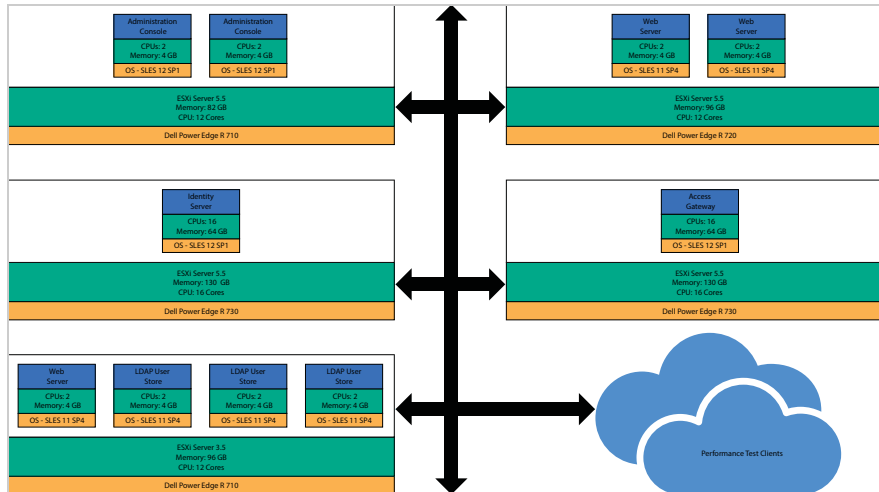 Administration
Console
CPUs: 2
Memory: 4 GB
OS - SLES 12 SP1
Administration
Console
CPUs: 2
Memory: 4 GB
OS - SLES 12 SP1
ESXi Server 5.5
Memory: 82 GB
CPU: 12 Cores
Dell Power Edge R 710
Web
Server
CPUs: 2
Memory: 4 GB
OS - SLES 11 SP4
Web
Server
CPUs: 2
Memory: 4 GB
OS - SLES 11 SP4
ESXi Server 5.5
Memory: 96 GB
CPU: 12 Cores
Dell Power Edge R 720
Identity
Server
CPUs: 16
Memory: 64 GB
OS - SLES 12 SP1
ESXi Server 5.5
Memory: 130 GB
CPU: 16 Cores
Dell Power Edge R 730
Access
Gateway
CPUs: 16
Memory: 64 GB
OS - SLES 12 SP1
ESXi Server 5.5
Memory: 130 GB
CPU: 16 Cores
Dell Power Edge R 730
Web
Server
CPUs: 2
Memory: 4 GB
OS - SLES 11 SP4
LDAP User
Store
CPUs: 2
Memory: 4 GB
OS - SLES 11 SP4
LDAP User
Store
CPUs: 2
Memory: 4 GB
OS - SLES 11 SP4
LDAP User
Store
CPUs: 2
Memory: 4 GB
OS - SLES 11 SP4
ESXi Server 3.5
Memory: 96 GB
CPU: 12 Cores
Dell Power Edge R 710
Performance Test Clients